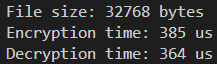 File size: 32768 bytes
Encryption time: 385 us
Decryption time: 364 us